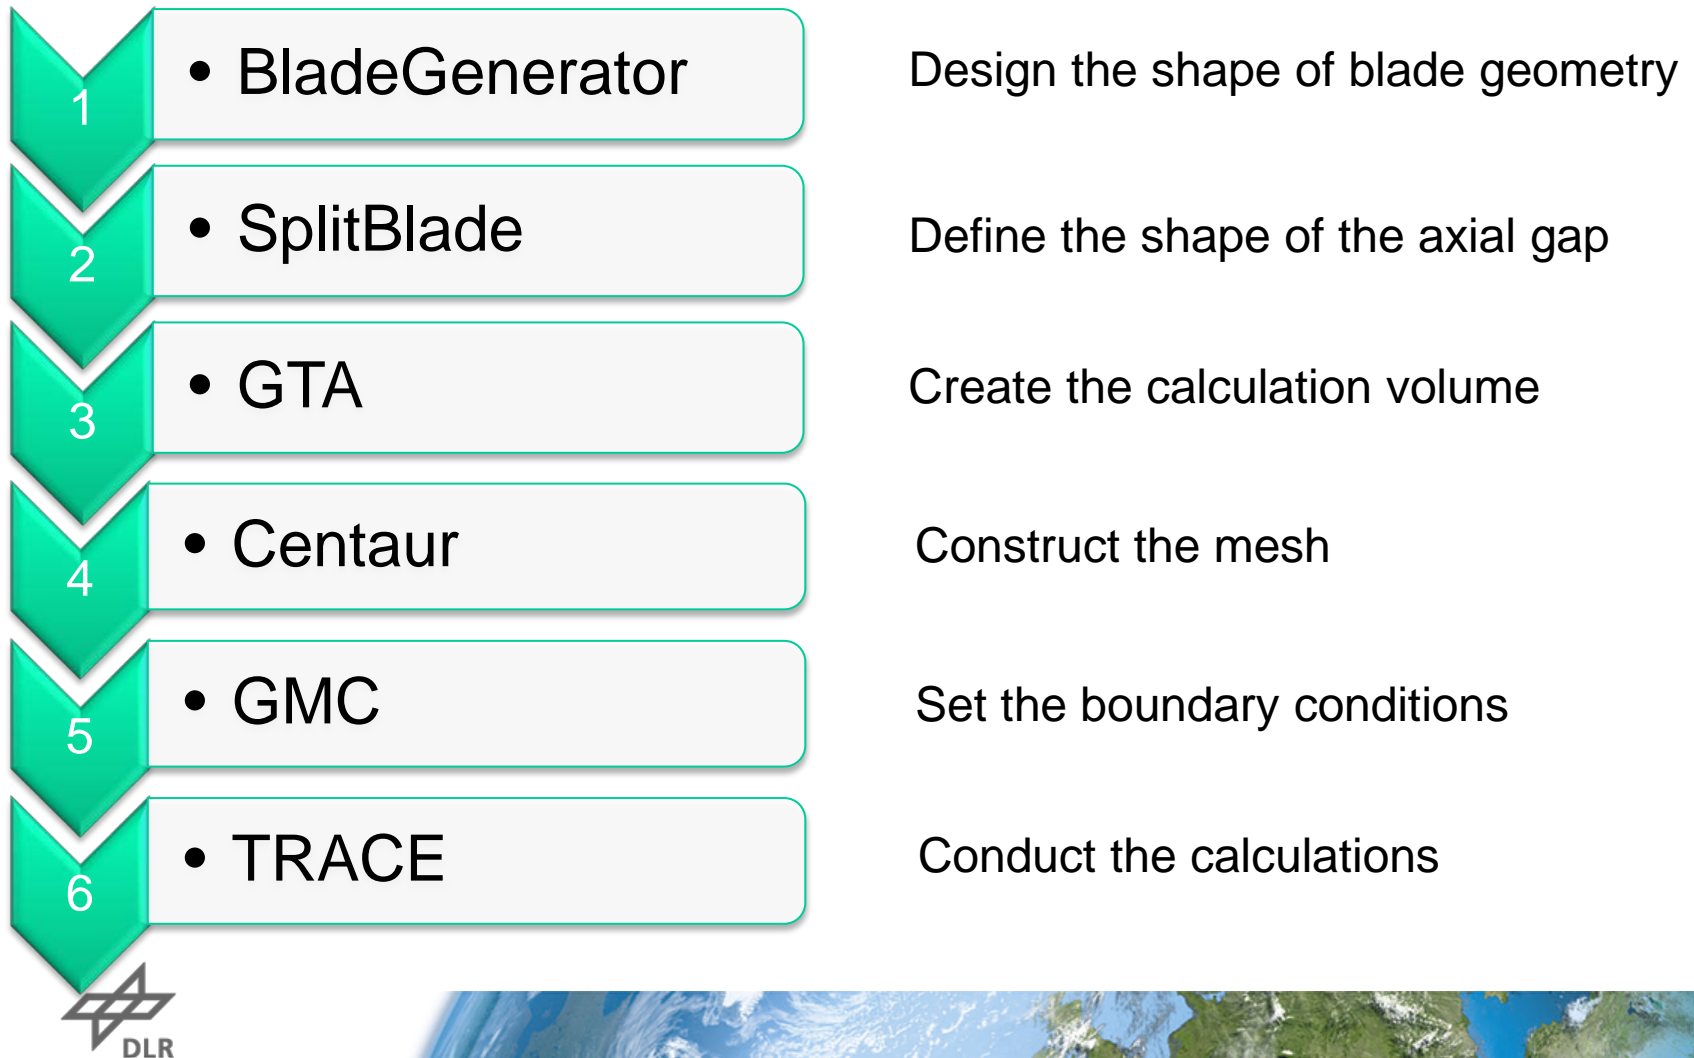 1
• BladeGenerator
Design the shape of blade geometry
2
• SplitBlade
Define the shape of the axial gap
3
• GTA
Create the calculation volume
4
• Centaur
Construct the mesh
5
• GMC
Set the boundary conditions
6
• TRACE
Conduct the calculations
DLR